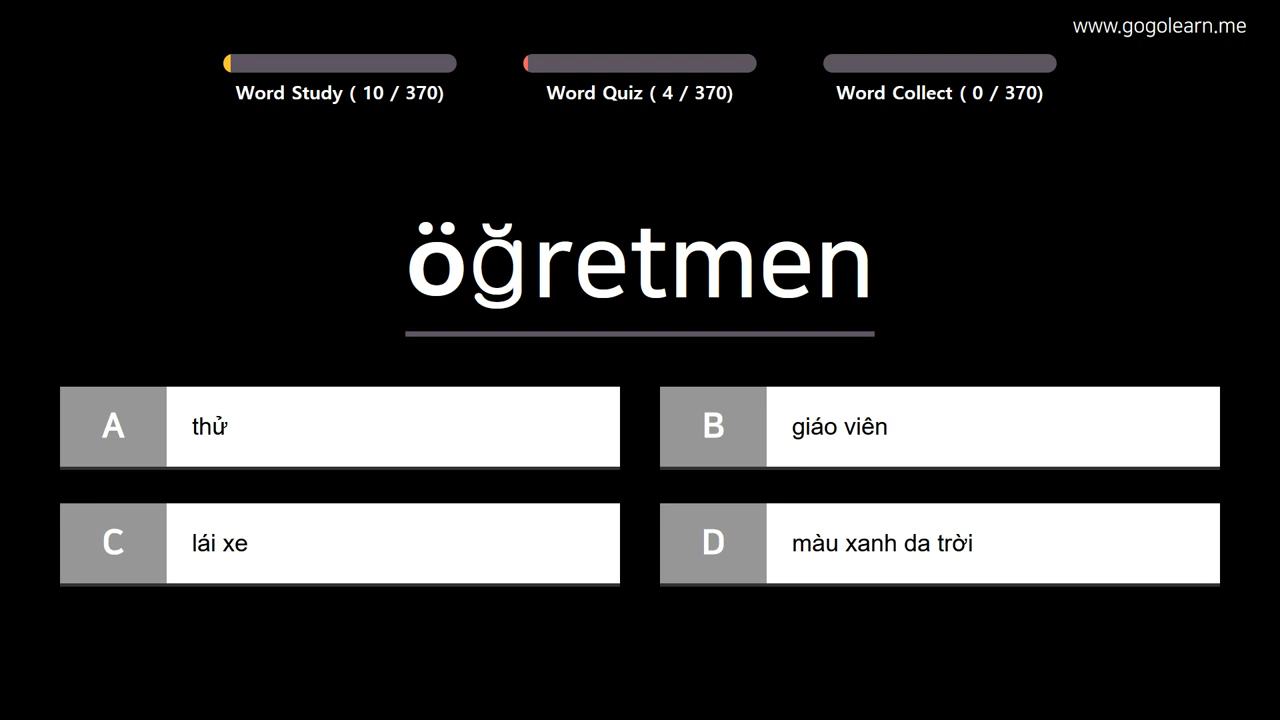 www.gogolearn.me
Word Study ( 10 / 370)
Word Quiz ( 4 / 370)
Word Collect ( 0 / 370)
öğretmen
A thử
B giáo viên
C lái xe
D màu xanh da trời